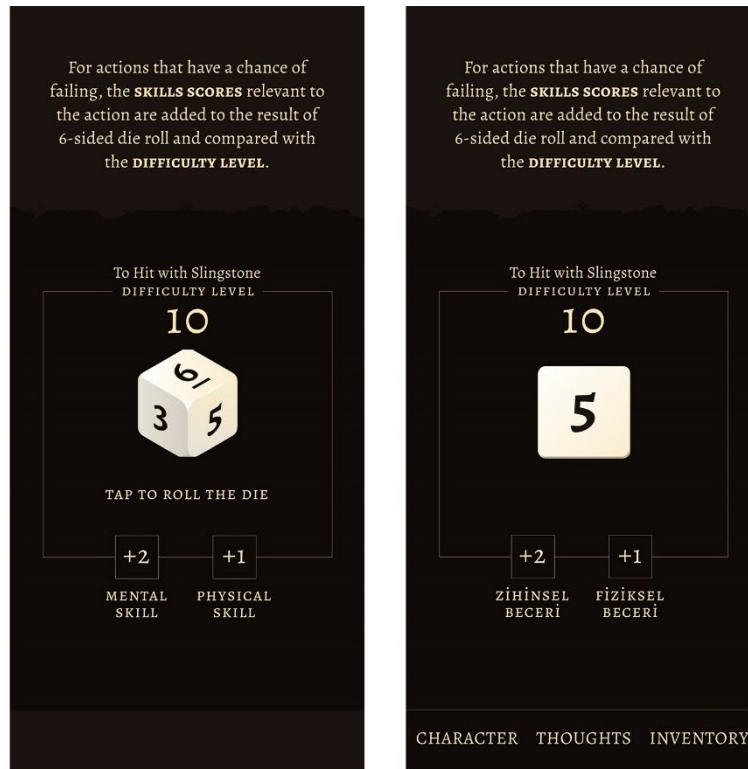 For actions that have a chance of
failing, the SKILLS SCORES relevant to
the action are added to the result of
6-sided die roll and compared with
the DIFFICULTY LEVEL.
To Hit with Slingstone
DIFFICULTY LEVEL
10
6
3 5
TAP TO ROLL THE DIE
+2 +1
MENTAL PHYSICAL
SKILL SKILL
For actions that have a chance of
failing, the SKILLS SCORES relevant to
the action are added to the result of
6-sided die roll and compared with
the DIFFICULTY LEVEL.
To Hit with Slingstone
DIFFICULTY LEVEL
10
5
+2 +1
ZİHİNSEL FİZİKSEL
BECERİ BECERİ
CHARACTER THOUGHTS INVENTORY